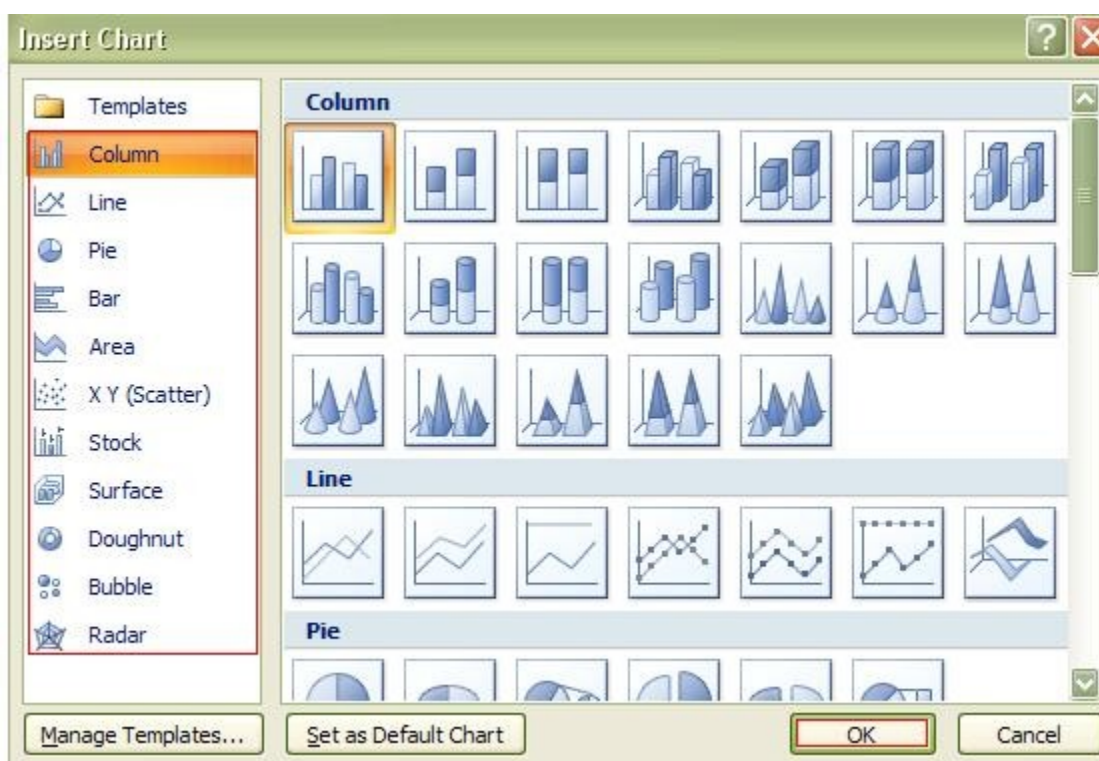 Insert Chart
?
Templates
Column
Line
Pie
Bar
Area
X Y (Scatter)
Stock
Surface
Doughnut
Bubble
Radar
Column
Line
Pie
Manage Templates...
Set as Default Chart
OK
Cancel